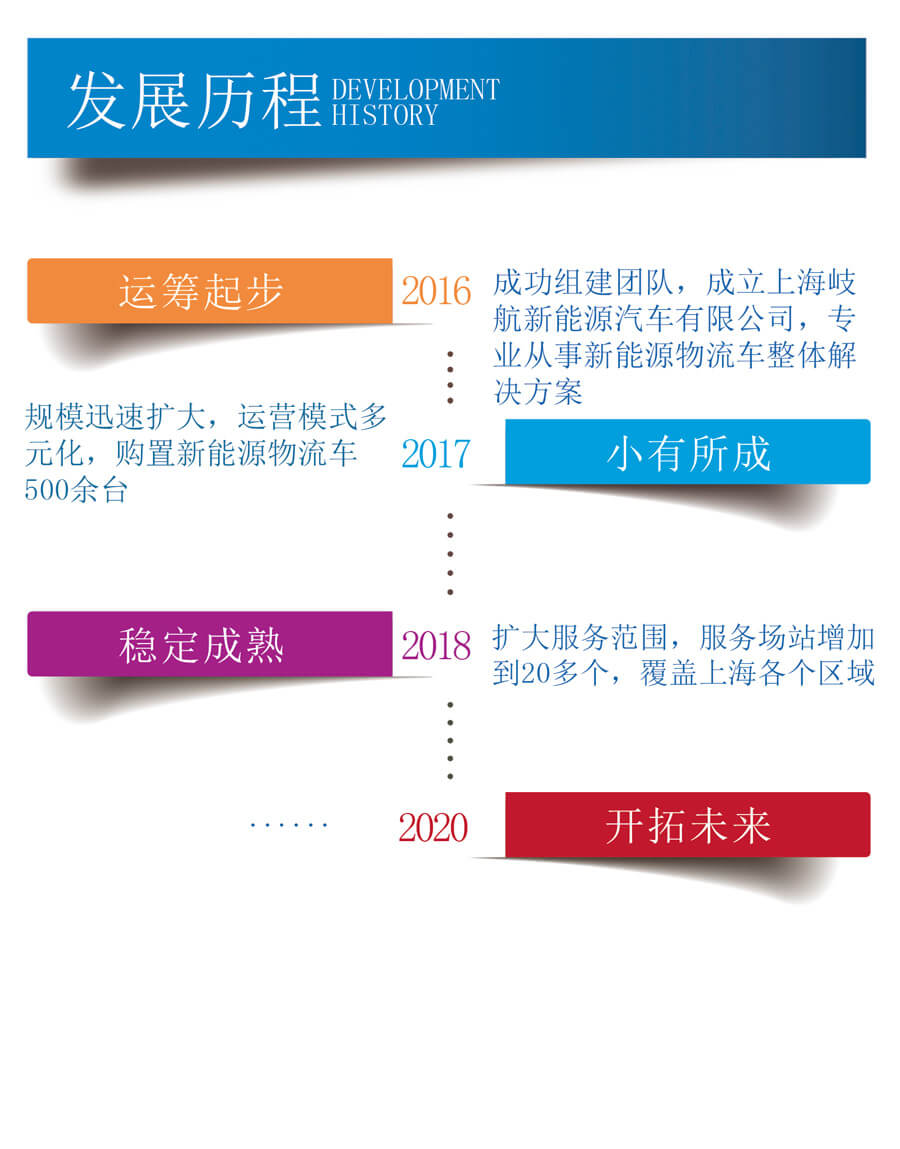 发展历程
DEVELOPMENT
HISTORY
运筹起步
2016
成功组建团队，成立上海岐
航新能源汽车有限公司，专
业从事新能源物流车整体解
决方案
规模迅速扩大，运营模式多
元化，购置新能源物流车
500余台
2017
小有所成
稳定成熟
2018
扩大服务范围，服务场站增加
到20多个，覆盖上海各个区域
······
2020
开拓未来